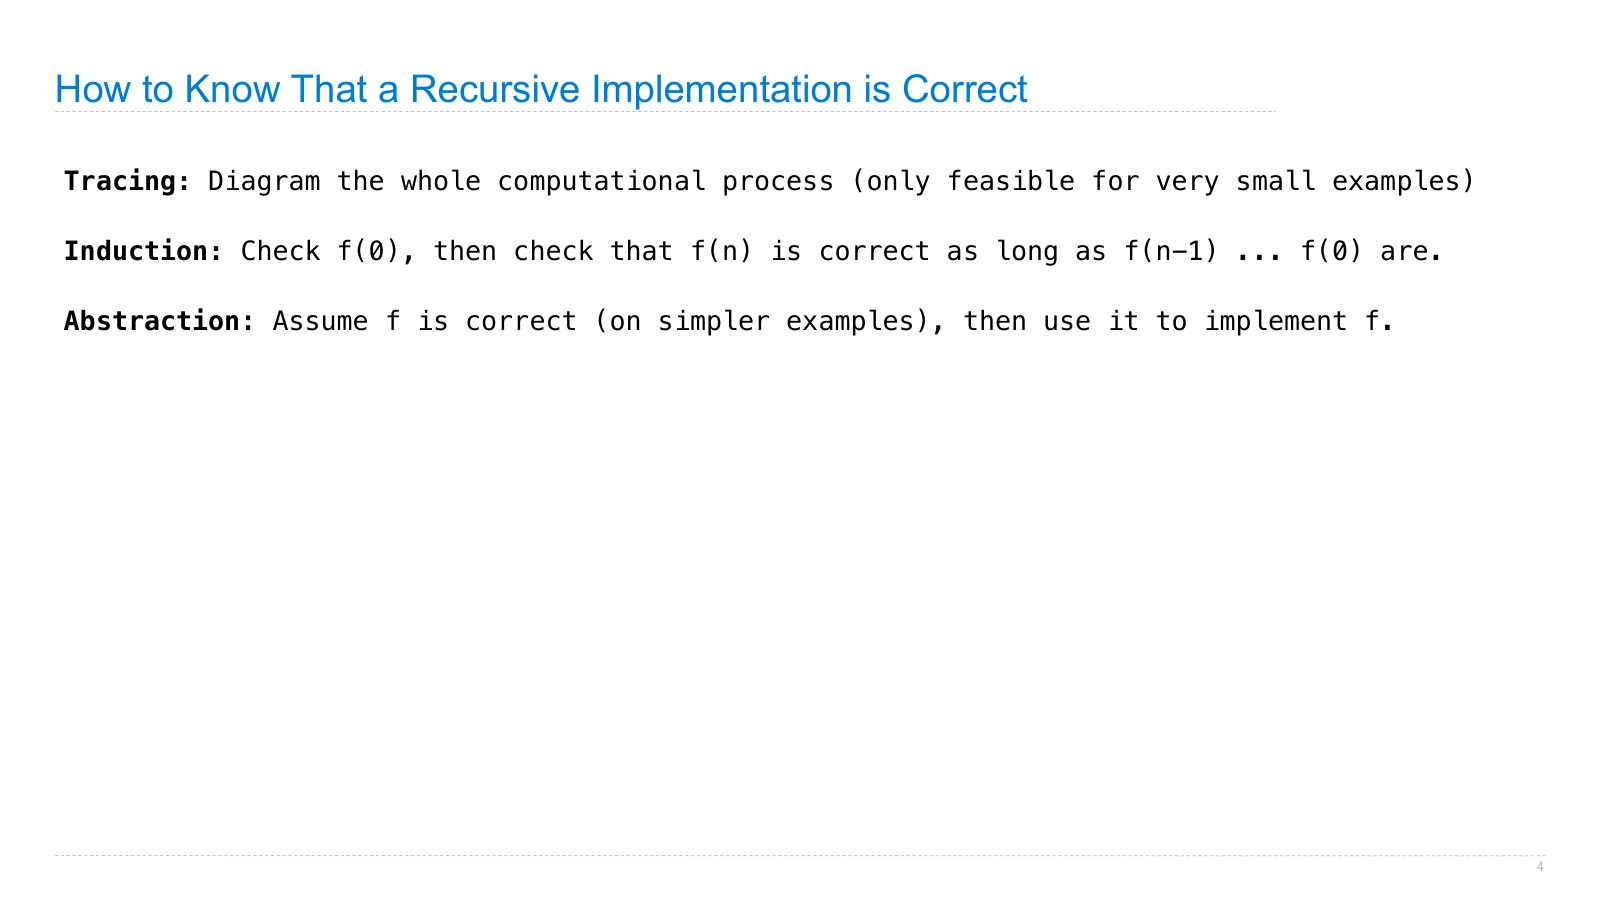 How to Know That a Recursive Implementation is Correct
Tracing: Diagram the whole computational process (only feasible for very small examples)
Induction: Check f(0), then check that f(n) is correct as long as f(n−1) ... f(0) are.
Abstraction: Assume f is correct (on simpler examples), then use it to implement f.
4